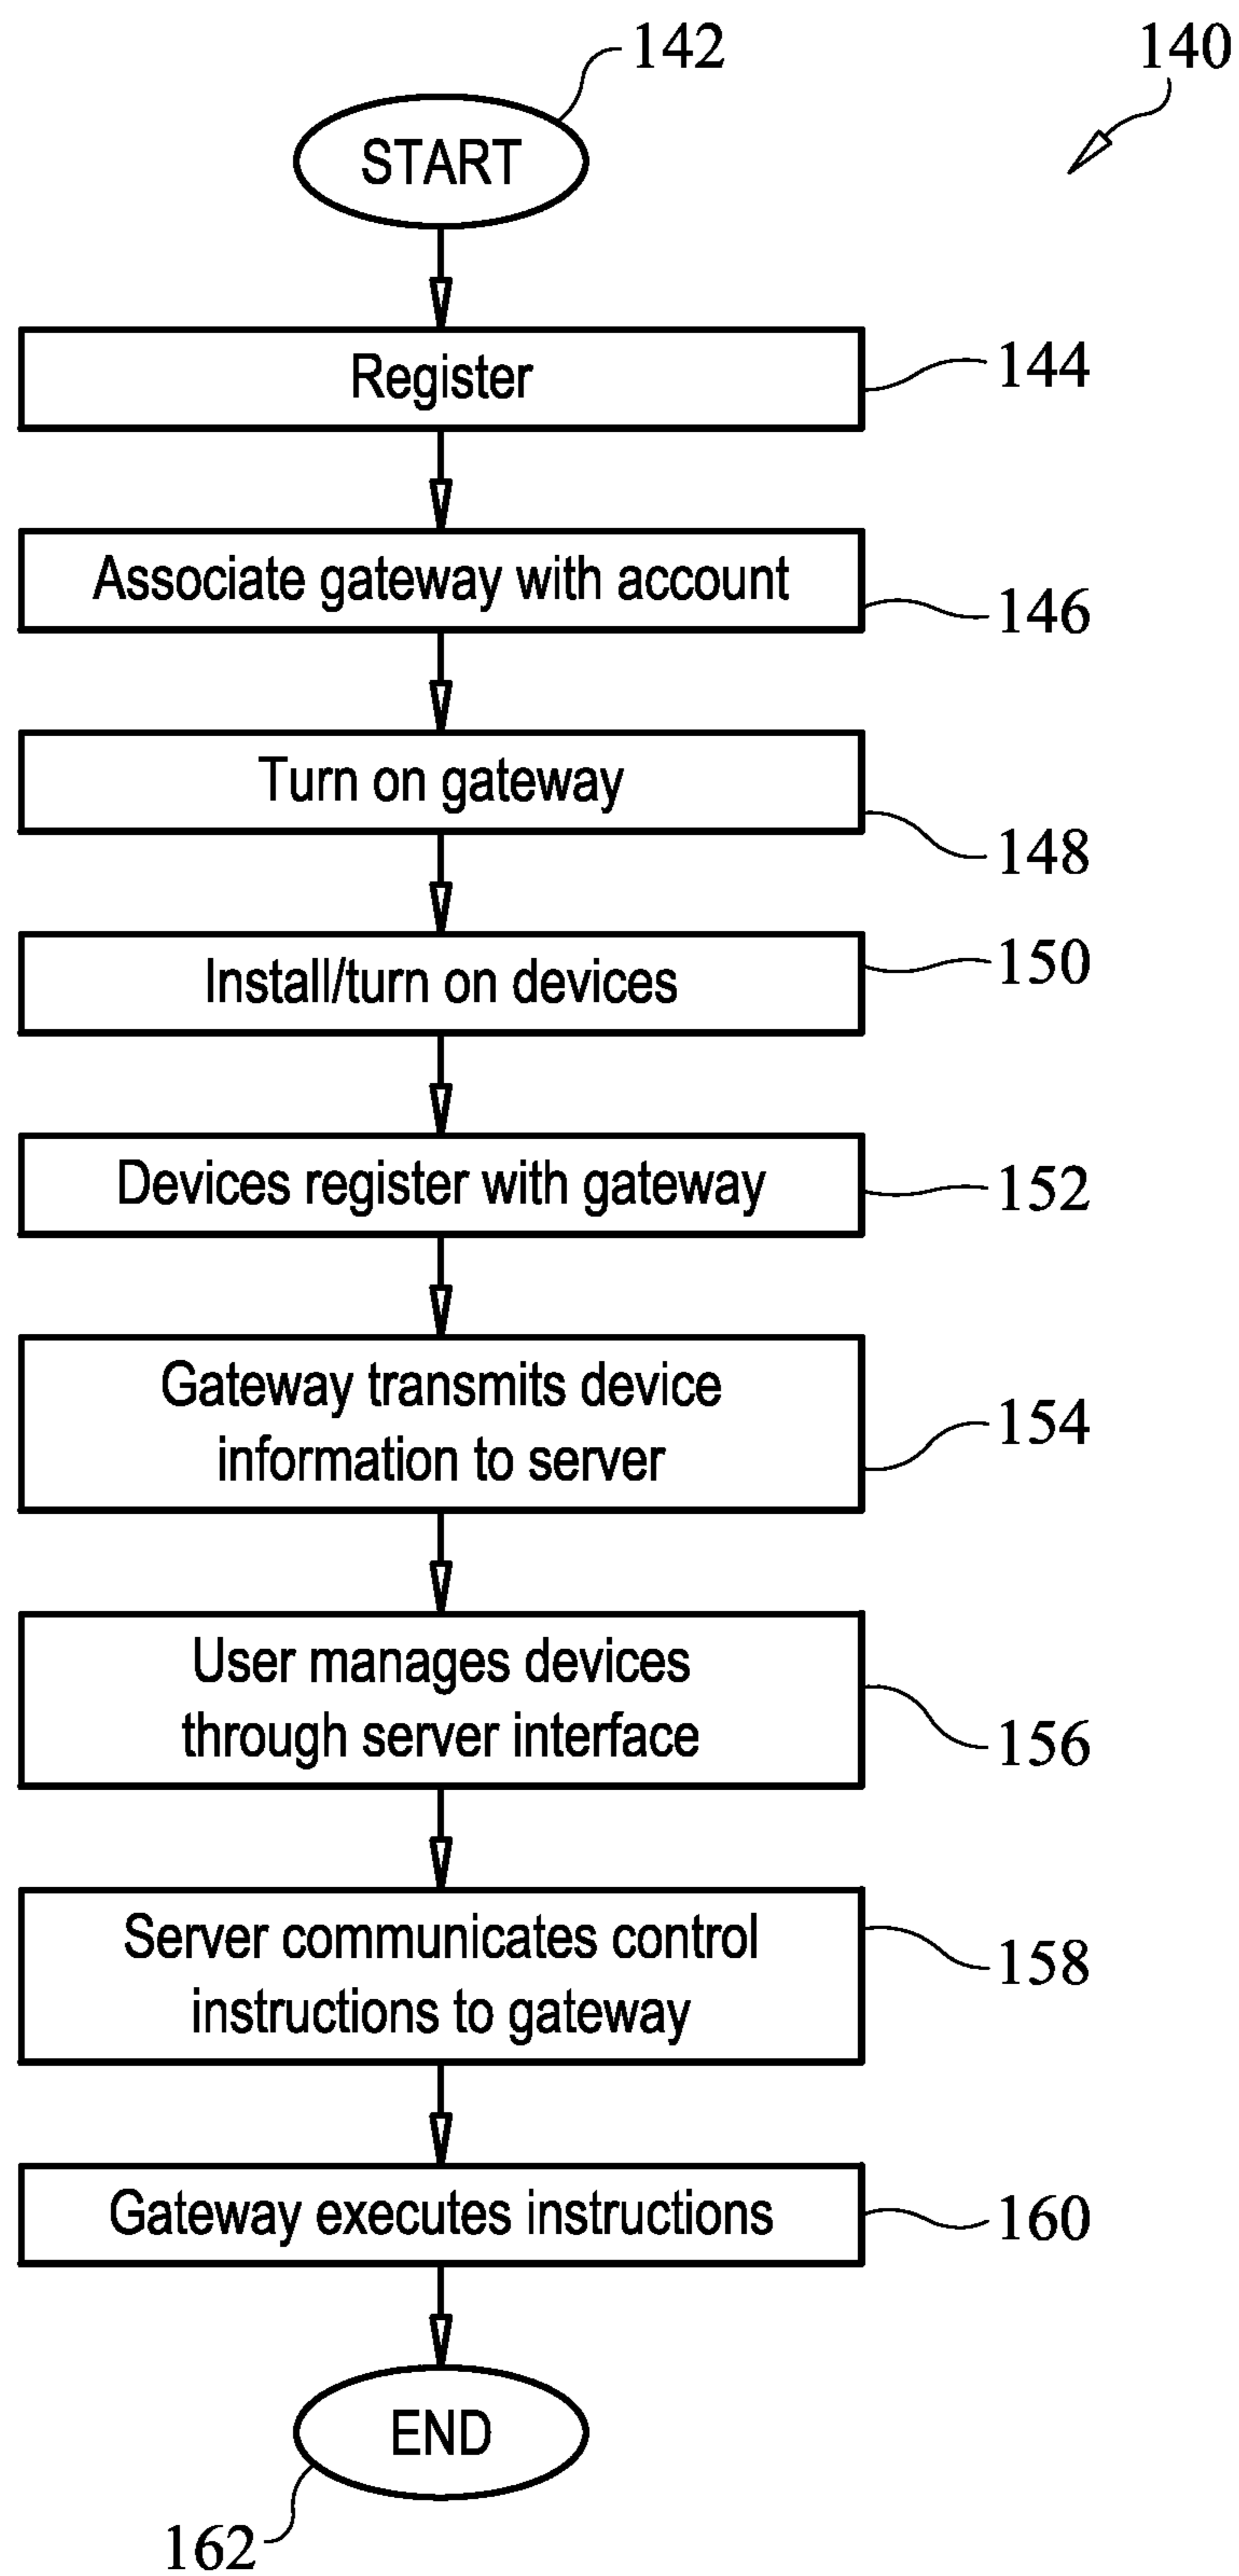 142
140
START
Register
144
Associate gateway with account
146
Turn on gateway
148
Install/turn on devices
150
Devices register with gateway
152
Gateway transmits device
information to server
154
User manages devices
through server interface
156
Server communicates control
instructions to gateway
158
Gateway executes instructions
160
END
162